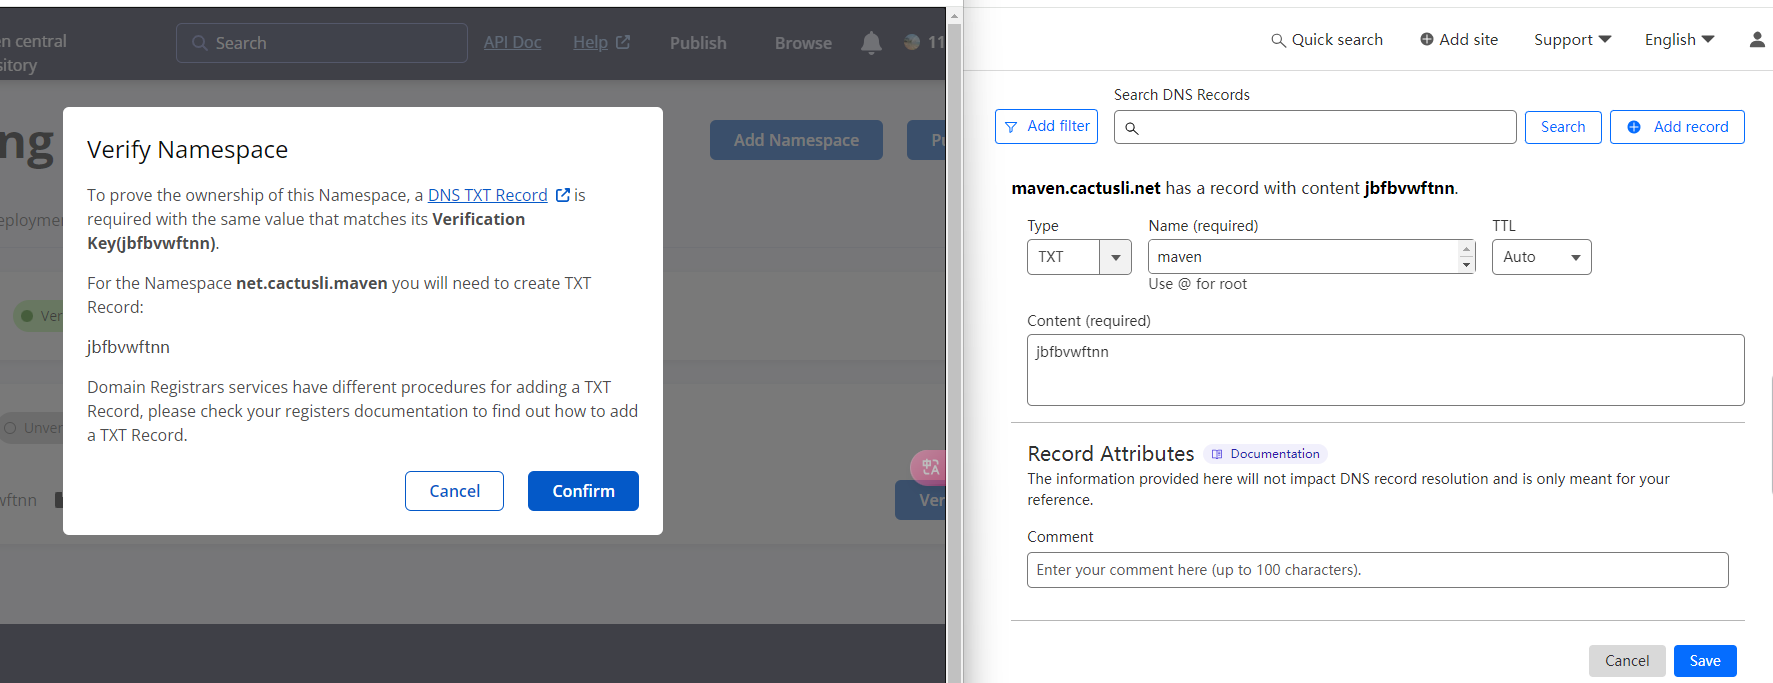 en central
sitory
Search
API Doc
Help
Publish
Browse
11
ng
Add Namespace
Verify Namespace
To prove the ownership of this Namespace, a DNS TXT Record is
required with the same value that matches its Verification
Key(jbfbvwftnn).
For the Namespace net.cactusli.maven you will need to create TXT
Record:
jbfbvwftnn
Domain Registrars services have different procedures for adding a TXT
Record, please check your registers documentation to find out how to add
a TXT Record.
Cancel
Confirm
eploymen
Ver
Unver
vftnn
Ver
Quick search
Add site
Support
English
Search DNS Records
Add filter
Search
Add record
maven.cactusli.net has a record with content jbfbvwftnn.
Type
Name (required)
TTL
TXT
maven
Auto
Use @ for root
Content (required)
jbfbvwftnn
Record Attributes
Documentation
The information provided here will not impact DNS record resolution and is only meant for your
reference.
Comment
Enter your comment here (up to 100 characters).
Cancel
Save